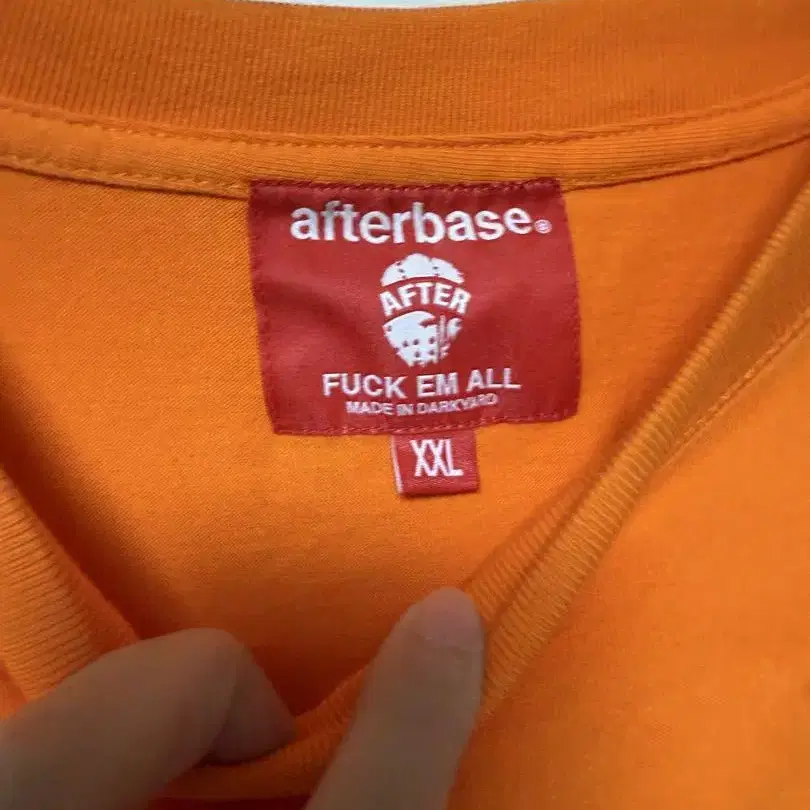 afterbase®
AFTER
FUCK EM ALL
MADE IN DARKYARD
XXL